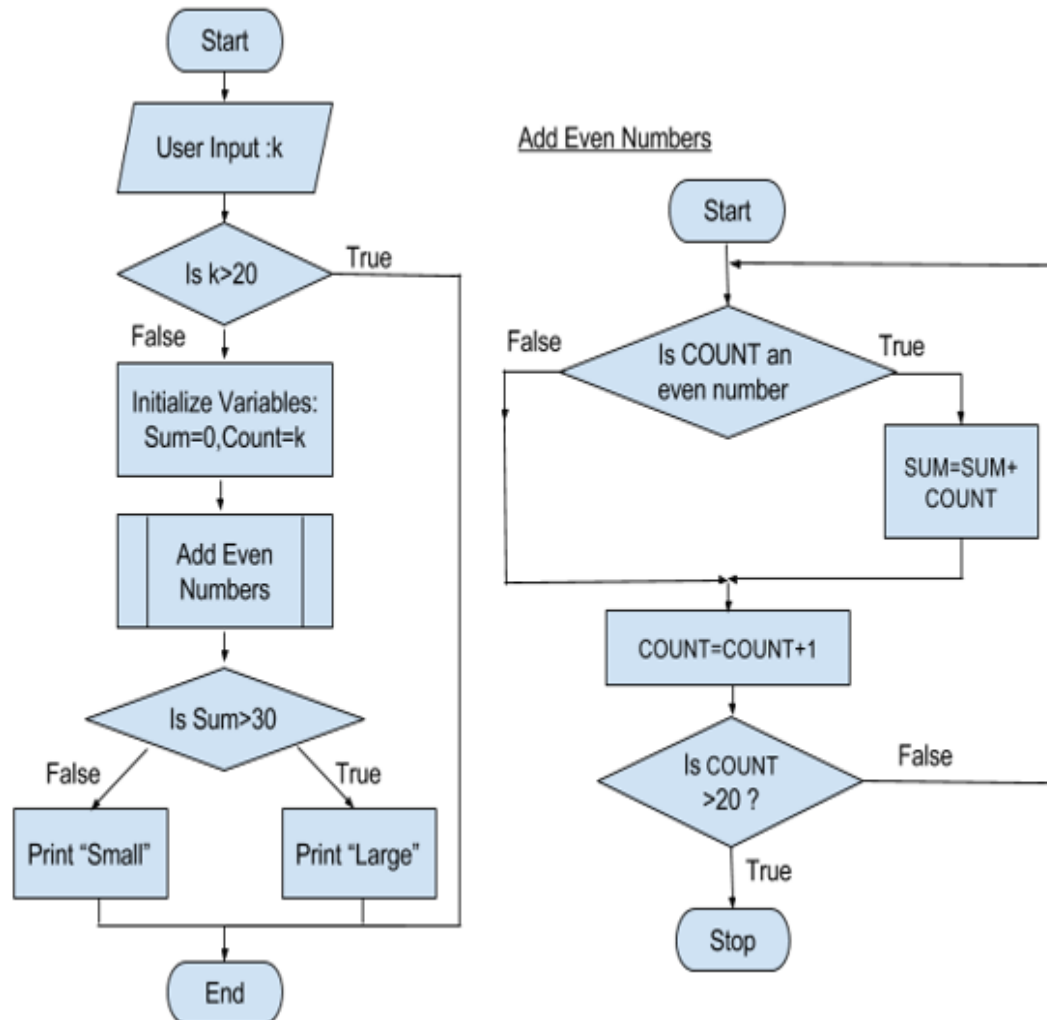 Start
User Input :k
Is k>20
True
False
Initialize Variables:
Sum=0,Count=k
Add Even
Numbers
Is Sum>30
False
True
Print “Small”
Print “Large”
End
Add Even Numbers
Start
Is COUNT an
even number
False
True
SUM=SUM+
COUNT
COUNT=COUNT+1
Is COUNT
>20 ?
False
True
Stop